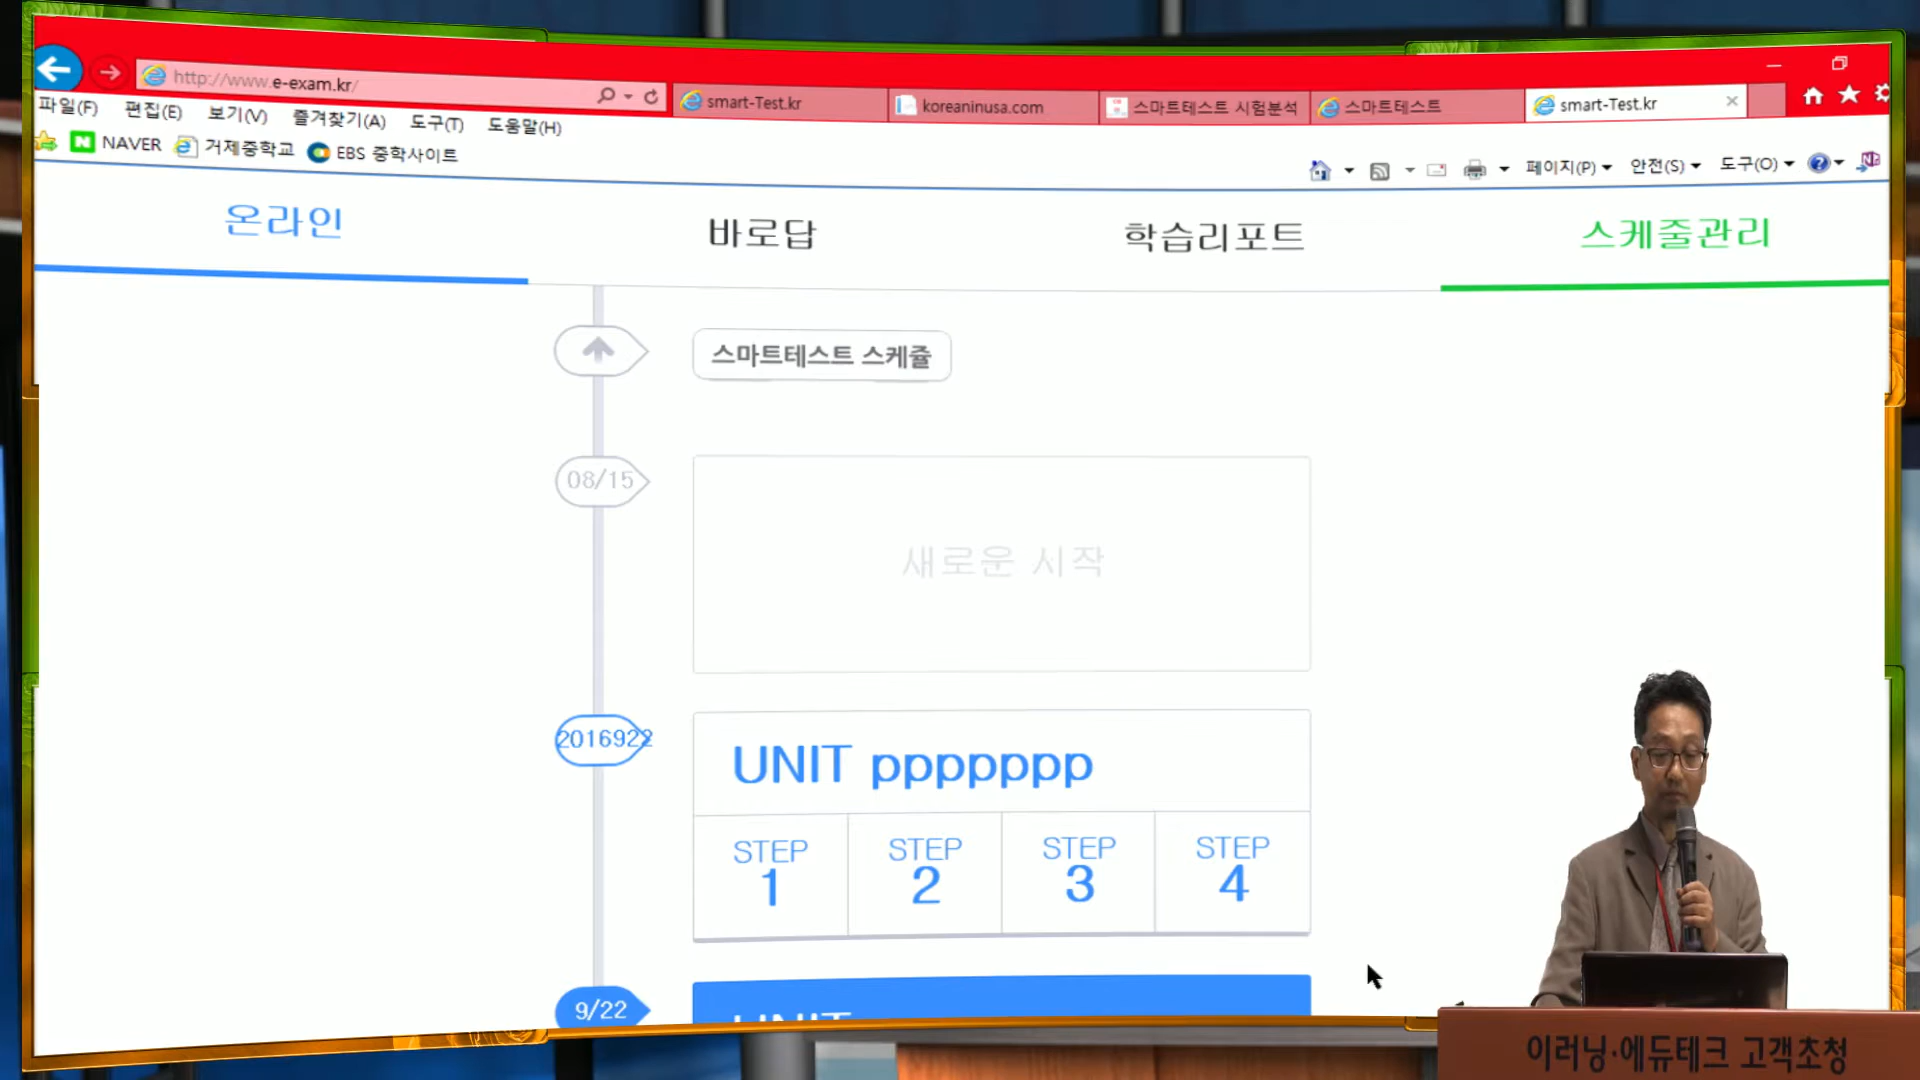 http://www.e-exam.kr/
smart-Test.kr
koreaninusa.com
스마트테스트 시험분석
스마트테스트
smart-Test.kr
파일(F) 편집(E) 보기(V) 즐겨찾기(A) 도구(T) 도움말(H)
NAVER 거제중학교 EBS 중학사이트
페이지(P) 안전(S) 도구(O)
온라인 바로답 학습리포트 스케줄관리
스마트테스트 스케쥴
08/15
새로운 시작
2016922
UNIT ppppppp
STEP 1
STEP 2
STEP 3
STEP 4
9/22
UNIT
이러닝·에듀테크 고객초청